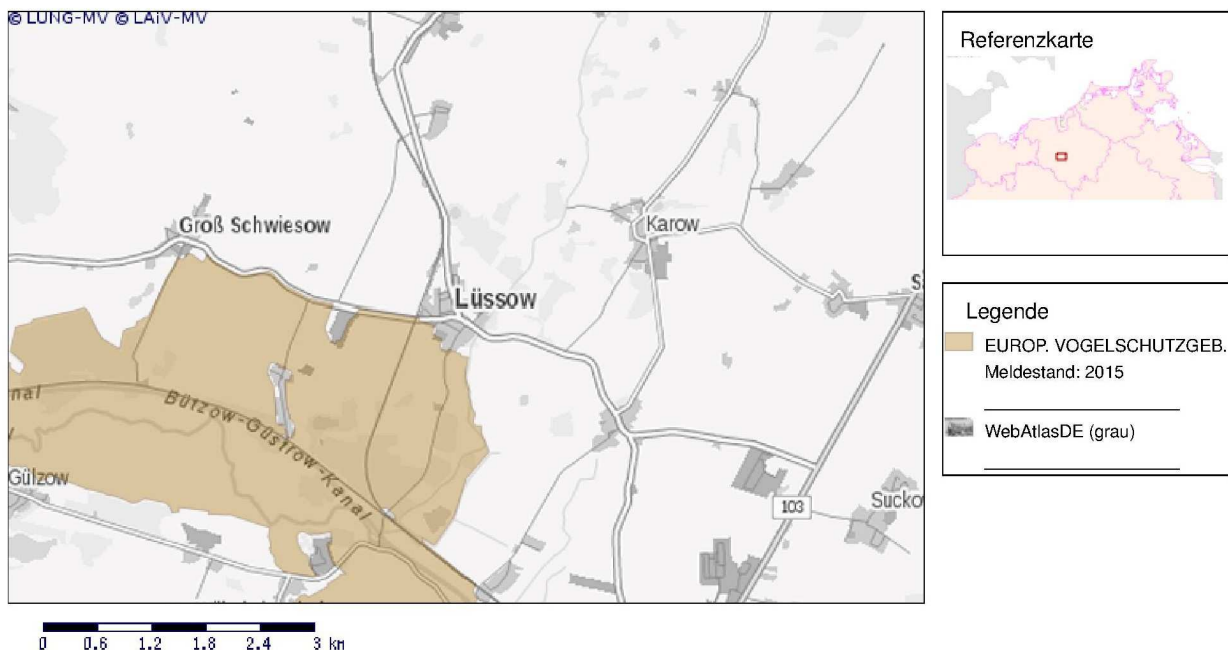 © LUNG-MV © LAiV-MV
Groß Schwiesow
Karow
Lüssow
Bützow-Güstrow-Kanal
Gülzow
103
0 0.6 1.2 1.8 2.4 3 km
Referenzkarte
Legende
EUROP. VOGELSCHUTZGEB.
Meldestand: 2015
WebAtlasDE (grau)